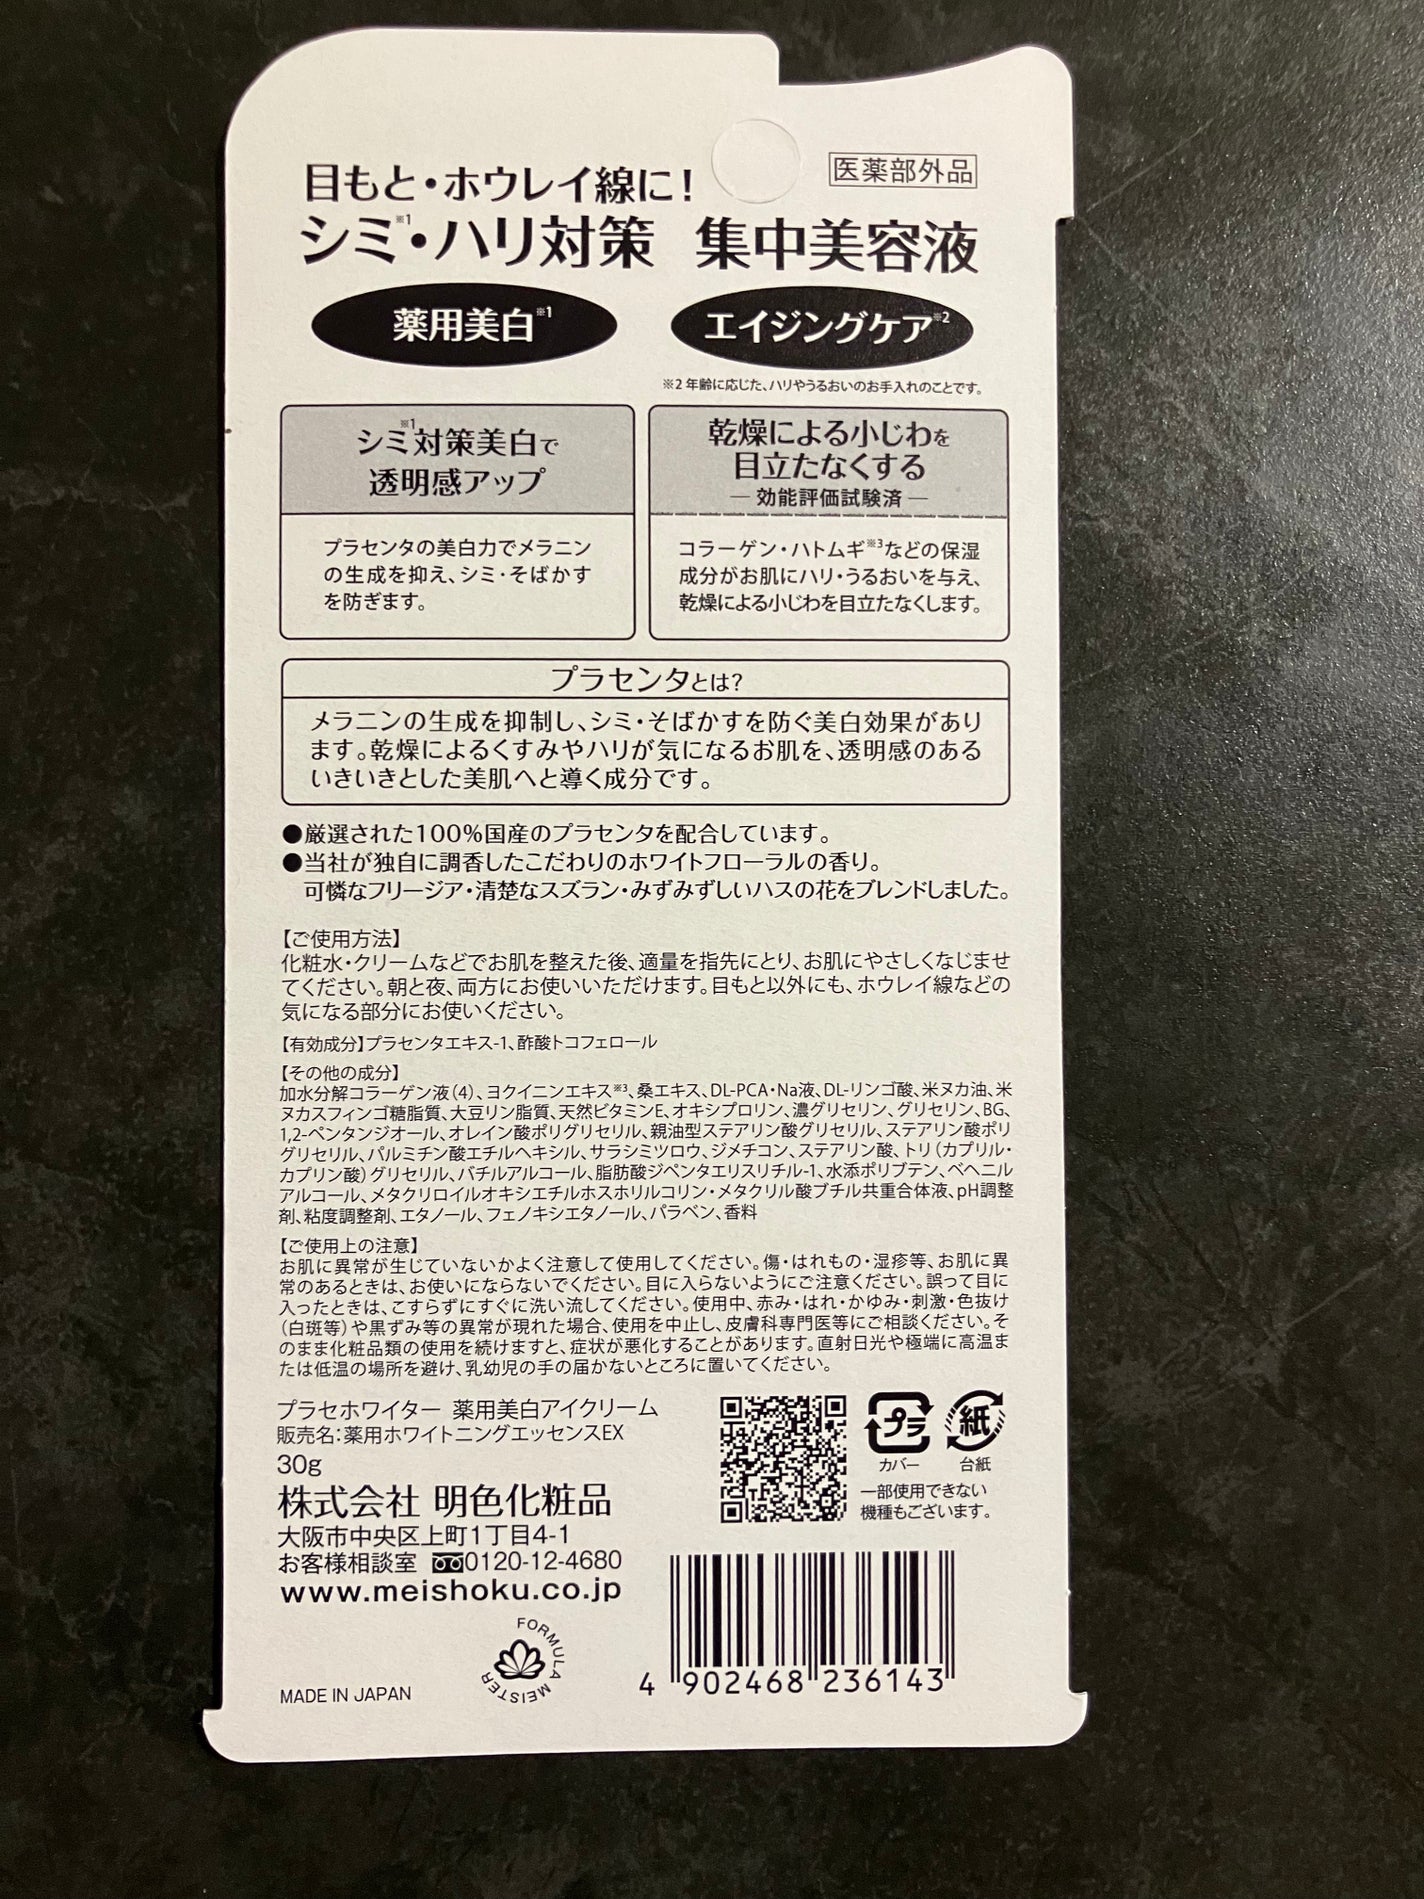 医薬部外品
目もと・ホウレイ線に!
シミ※1・ハリ対策 集中美容液
薬用美白※1
エイジングケア※2
※2 年齢に応じた、ハリやうるおいのお手入れのことです。
シミ※1対策美白で
透明感アップ
プラセンタの美白力でメラニン
の生成を抑え、シミ・そばかす
を防ぎます。
乾燥による小じわを
目立たなくする
― 効能評価試験済 ―
コラーゲン・ハトムギ※3などの保湿
成分がお肌にハリ・うるおいを与え、
乾燥による小じわを目立たなくします。
プラセンタとは?
メラニンの生成を抑制し、シミ・そばかすを防ぐ美白効果があり
ます。乾燥によるくすみやハリが気になるお肌を、透明感のある
いきいきとした美肌へと導く成分です。
●厳選された100%国産のプラセンタを配合しています。
●当社が独自に調香したこだわりのホワイトフローラルの香り。
可憐なフリージア・清楚なスズラン・みずみずしいハスの花をブレンドしました。
【ご使用方法】
化粧水・クリームなどでお肌を整えた後、適量を指先にとり、お肌にやさしくなじませ
てください。朝と夜、両方にお使いいただけます。目もと以外にも、ホウレイ線などの
気になる部分にお使いください。
【有効成分】プラセンタエキス-1、酢酸トコフェロール
【その他の成分】
加水分解コラーゲン液(4)、ヨクイニンエキス※3、桑エキス、DL-PCA・Na液、DL-リンゴ酸、米ヌカ油、米
ヌカスフィンゴ糖脂質、大豆リン脂質、天然ビタミンE、オキシプロリン、濃グリセリン、グリセリン、BG、
1,2-ペンタンジオール、オレイン酸ポリグリセリル、親油型ステアリン酸グリセリル、ステアリン酸ポリ
グリセリル、パルミチン酸エチルヘキシル、サラシミツロウ、ジメチコン、ステアリン酸、トリ(カプリル・
カプリン酸)グリセリル、バチルアルコール、脂肪酸ジペンタエリスリチル-1、水添ポリブテン、ベヘニル
アルコール、メタクリロイルオキシエチルホスホリルコリン・メタクリル酸ブチル共重合体液、pH調整
剤、粘度調整剤、エタノール、フェノキシエタノール、パラベン、香料
【ご使用上の注意】
お肌に異常が生じていないかよく注意して使用してください。傷・はれもの・湿疹等、お肌に異
常のあるときは、お使いにならないでください。目に入らないようにご注意ください。誤って目に
入ったときは、こすらずにすぐに洗い流してください。使用中、赤み・はれ・かゆみ・刺激・色抜け
(白斑等)や黒ずみ等の異常が現れた場合、使用を中止し、皮膚科専門医等にご相談ください。そ
のまま化粧品類の使用を続けますと、症状が悪化することがあります。直射日光や極端に高温ま
たは低温の場所を避け、乳幼児の手の届かないところに置いてください。
プラセホワイター 薬用美白アイクリーム
販売名:薬用ホワイトニングエッセンスEX
30g
株式会社 明色化粧品
大阪市中央区上町1丁目4-1
お客様相談室 0120-12-4680
www.meishoku.co.jp
プラ
カバー
紙
台紙
一部使用できない
機種もございます。
FORMULA MEISTER
MADE IN JAPAN
4 902468 236143